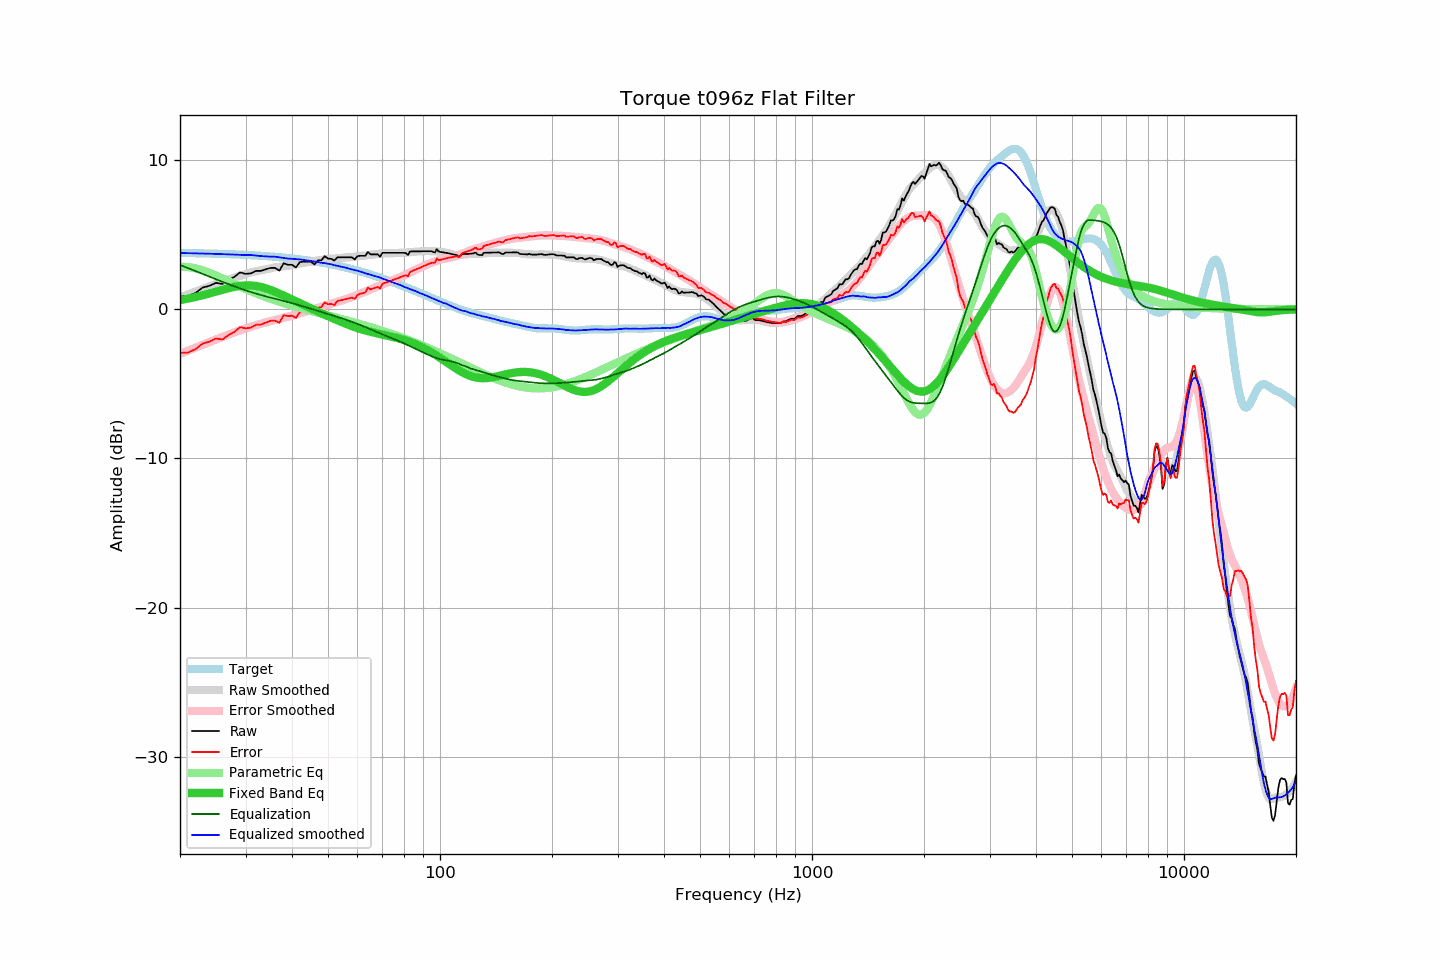 Torque t096z Flat Filter
10
0
−10
−20
−30
Amplitude (dBr)
Target
Raw Smoothed
Error Smoothed
Raw
Error
Parametric Eq
Fixed Band Eq
Equalization
Equalized smoothed
100
1000
10000
Frequency (Hz)